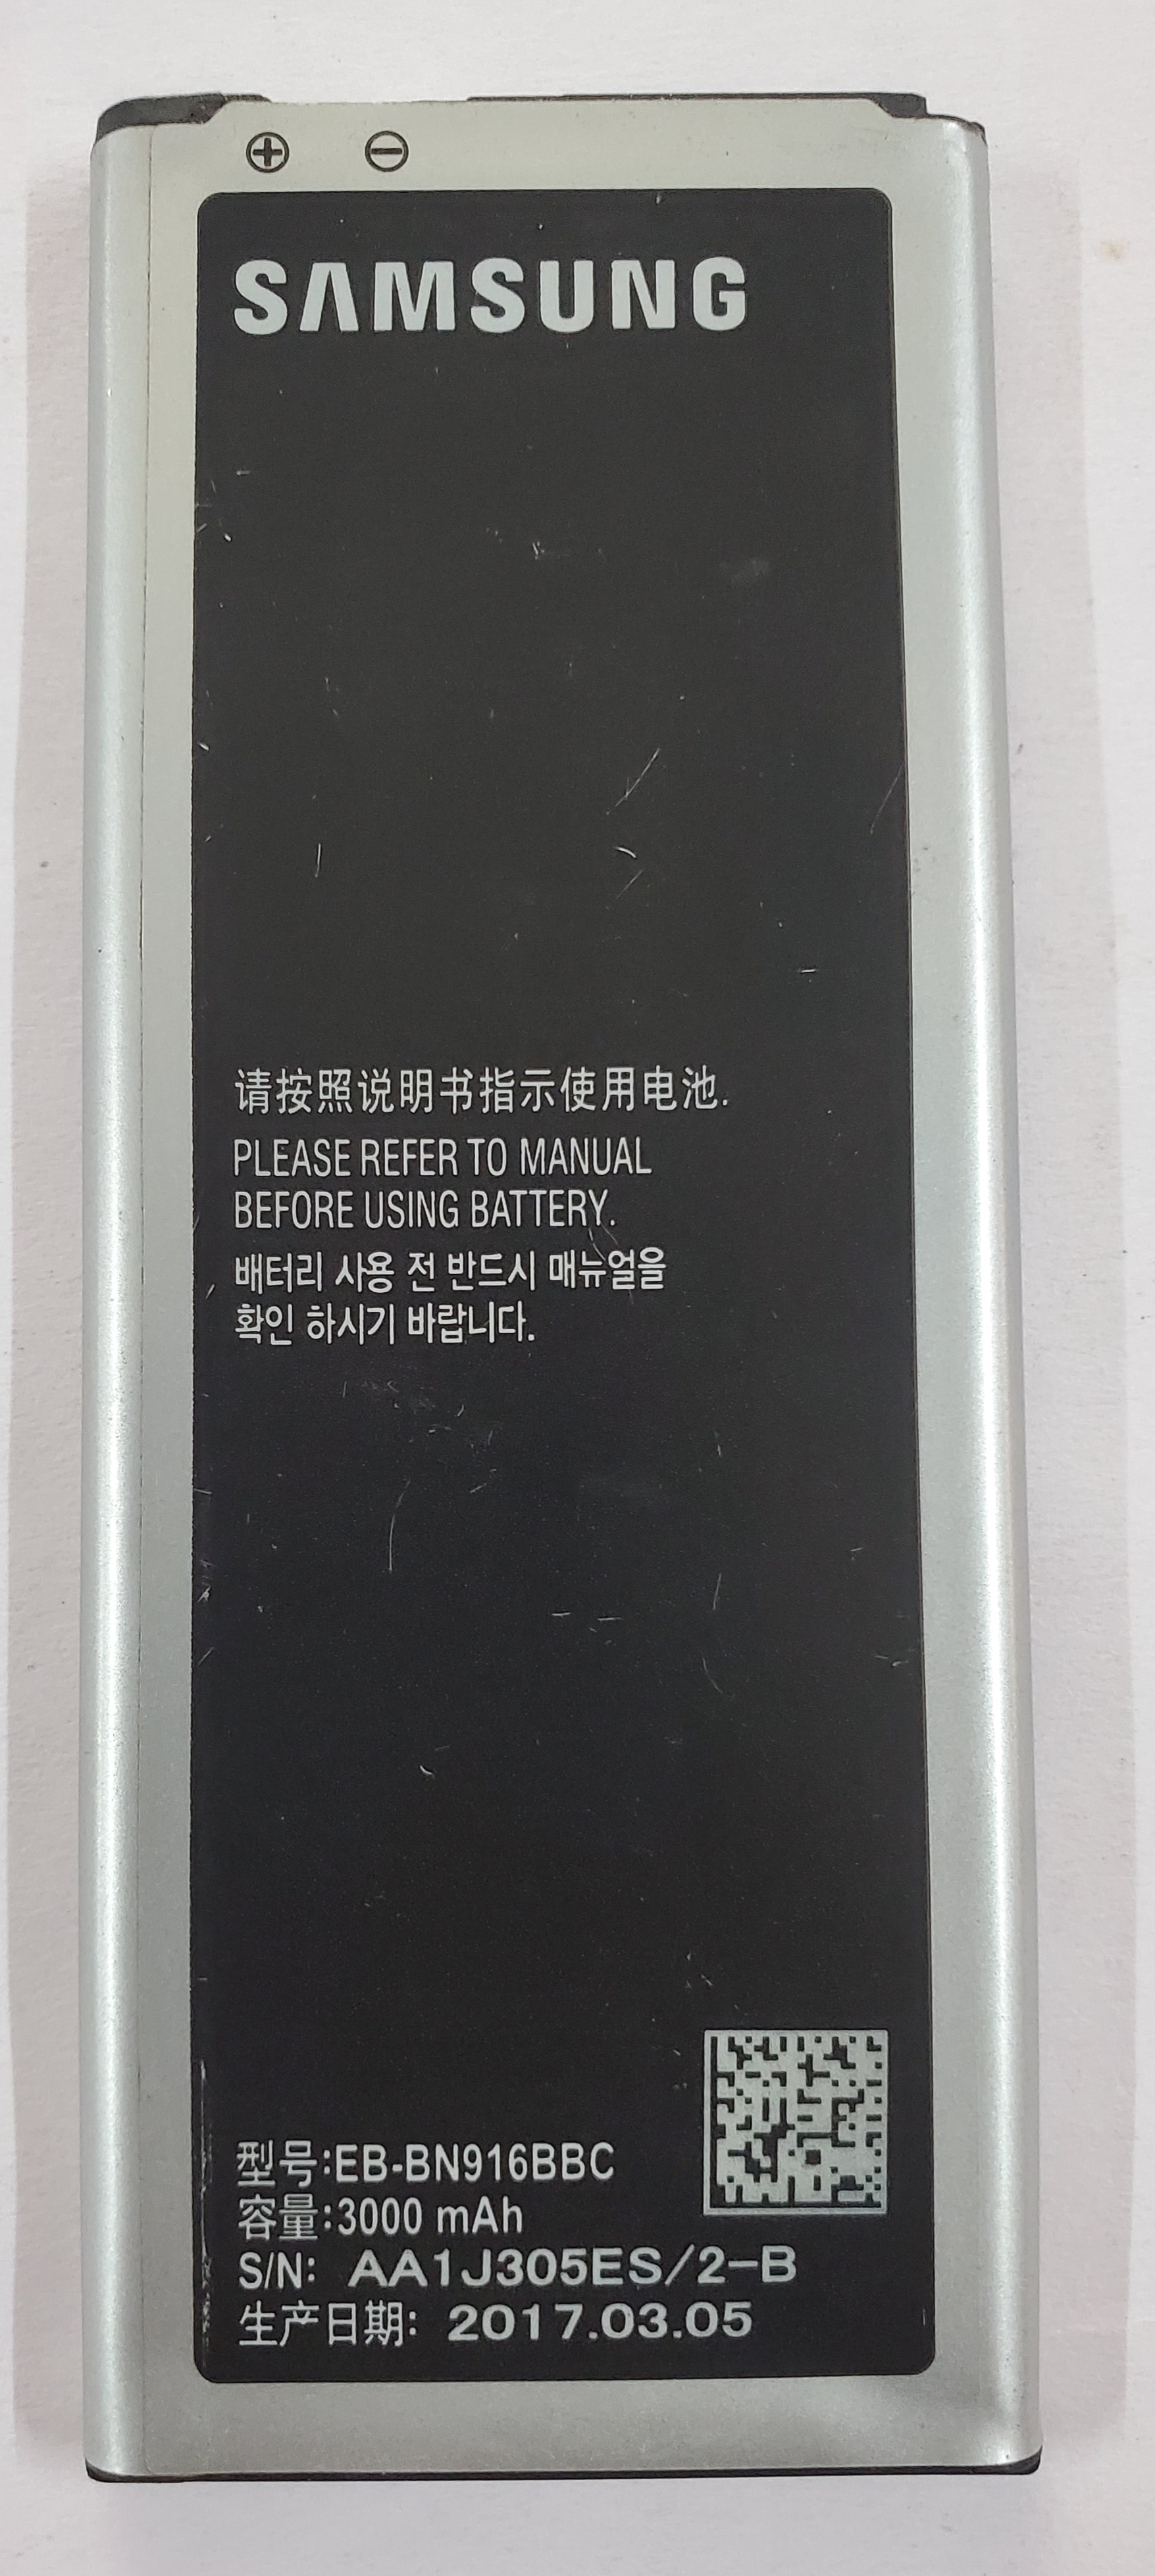 ⊕ ⊖
SAMSUNG
请按照说明书指示使用电池.
PLEASE REFER TO MANUAL
BEFORE USING BATTERY.
배터리 사용 전 반드시 매뉴얼을
확인 하시기 바랍니다.
型号:EB-BN916BBC
容量:3000 mAh
S/N: AA1J305ES/2-B
生产日期: 2017.03.05